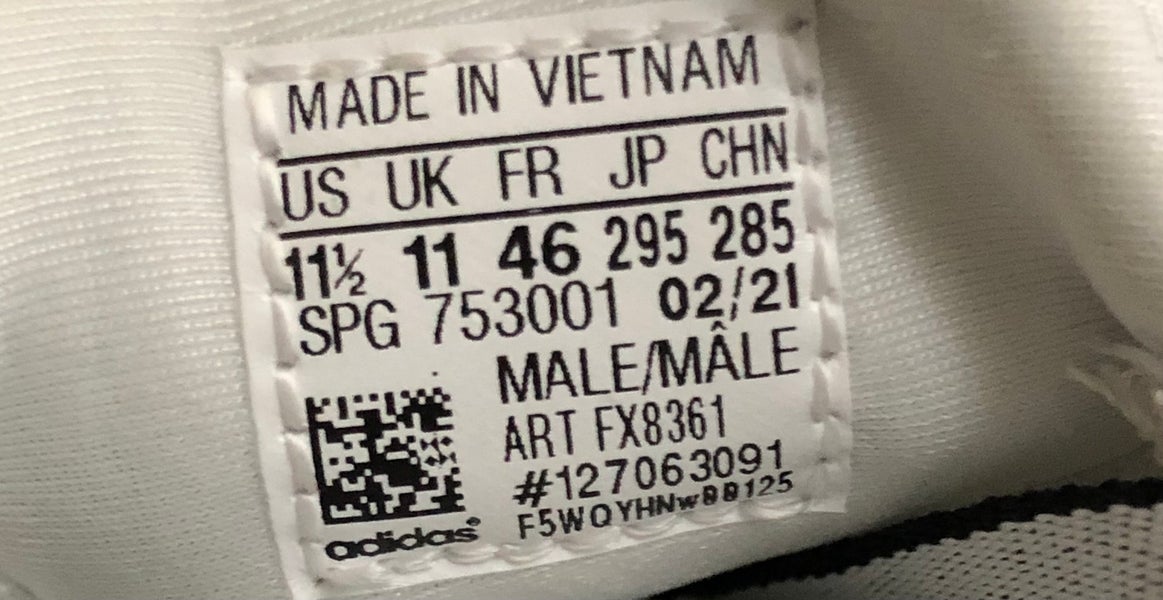 MADE IN VIETNAM
US UK FR JP CHN
11½ 11 46 295 285
SPG 753001 02/21
MALE/MÂLE
ART FX8361
#127063091
F5WQYHNwBB125
adidas®